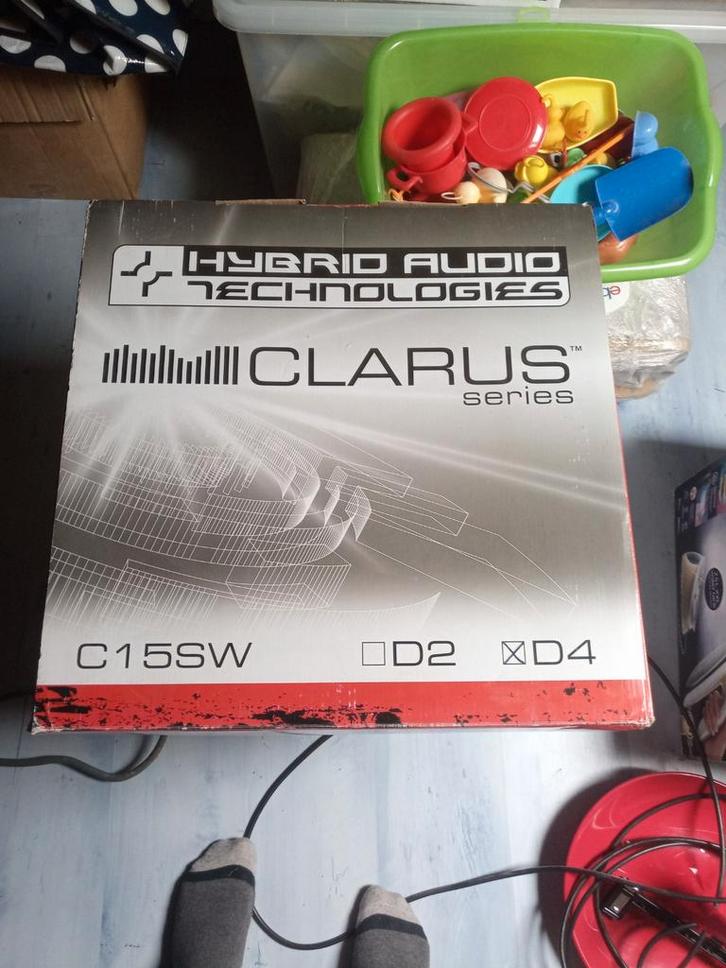 HYBRID AUDIO
TECHNOLOGIES
CLARUS™
series
C15SW D2 D4